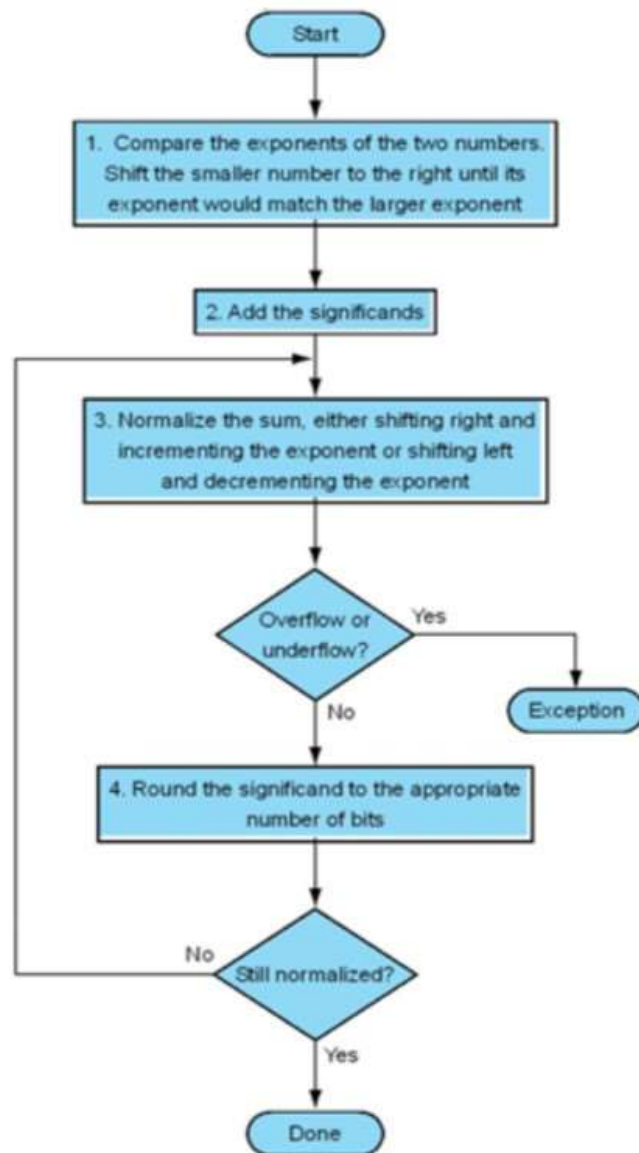 Start
1. Compare the exponents of the two numbers.
Shift the smaller number to the right until its
exponent would match the larger exponent
2. Add the significands
3. Normalize the sum, either shifting right and
incrementing the exponent or shifting left
and decrementing the exponent
Overflow or
underflow?
Yes
Exception
No
4. Round the significand to the appropriate
number of bits
No
Still normalized?
Yes
Done